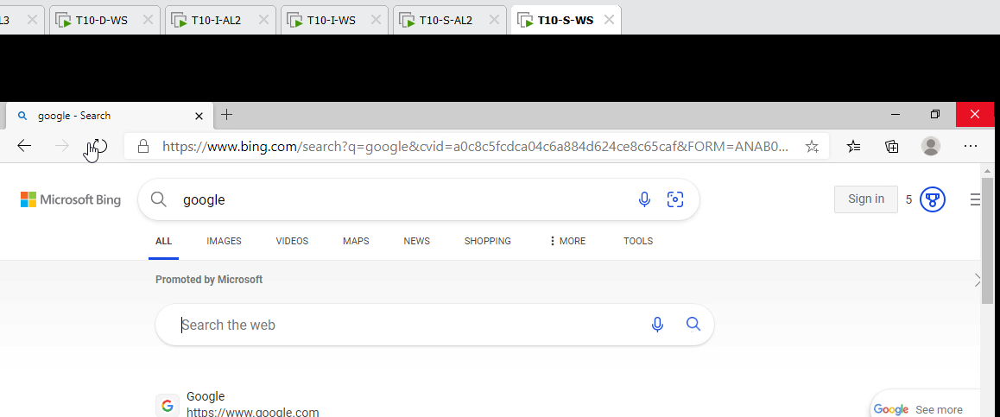 L3 T10-D-WS T10-I-AL2 T10-I-WS T10-S-AL2 T10-S-WS
google - Search
https://www.bing.com/search?q=google&cvid=a0c8c5fcdca04c6a884d624ce8c65caf&FORM=ANAB0...
Microsoft Bing google Sign in 5
ALL IMAGES VIDEOS MAPS NEWS SHOPPING MORE TOOLS
Promoted by Microsoft
Search the web
Google
https://www.google.com
Google See more